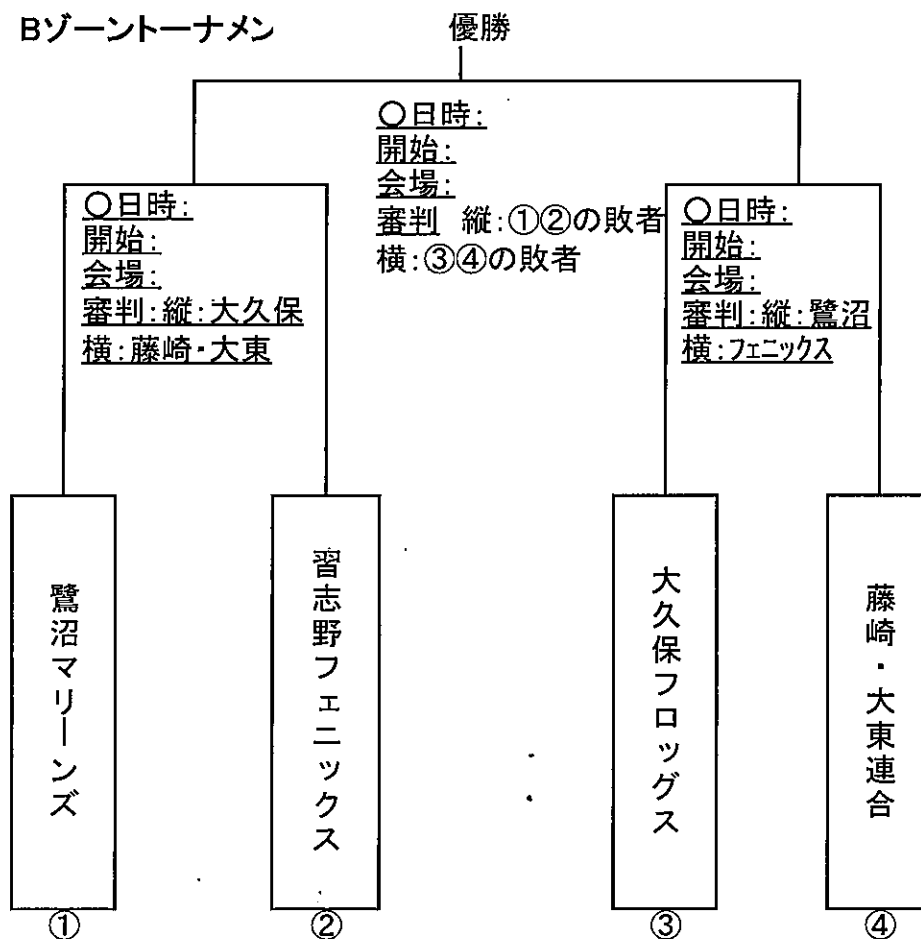 Bゾーントーナメン
優勝
○日時:
開始:
会場:
審判 縦:①②の敗者
横:③④の敗者
○日時:
開始:
会場:
審判:縦:大久保
横:藤崎・大東
○日時:
開始:
会場:
審判:縦:鷺沼
横:フェニックス
鷺沼マリーンズ
習志野フェニックス
大久保フロッグス
藤崎・大東連合
①
②
③
④